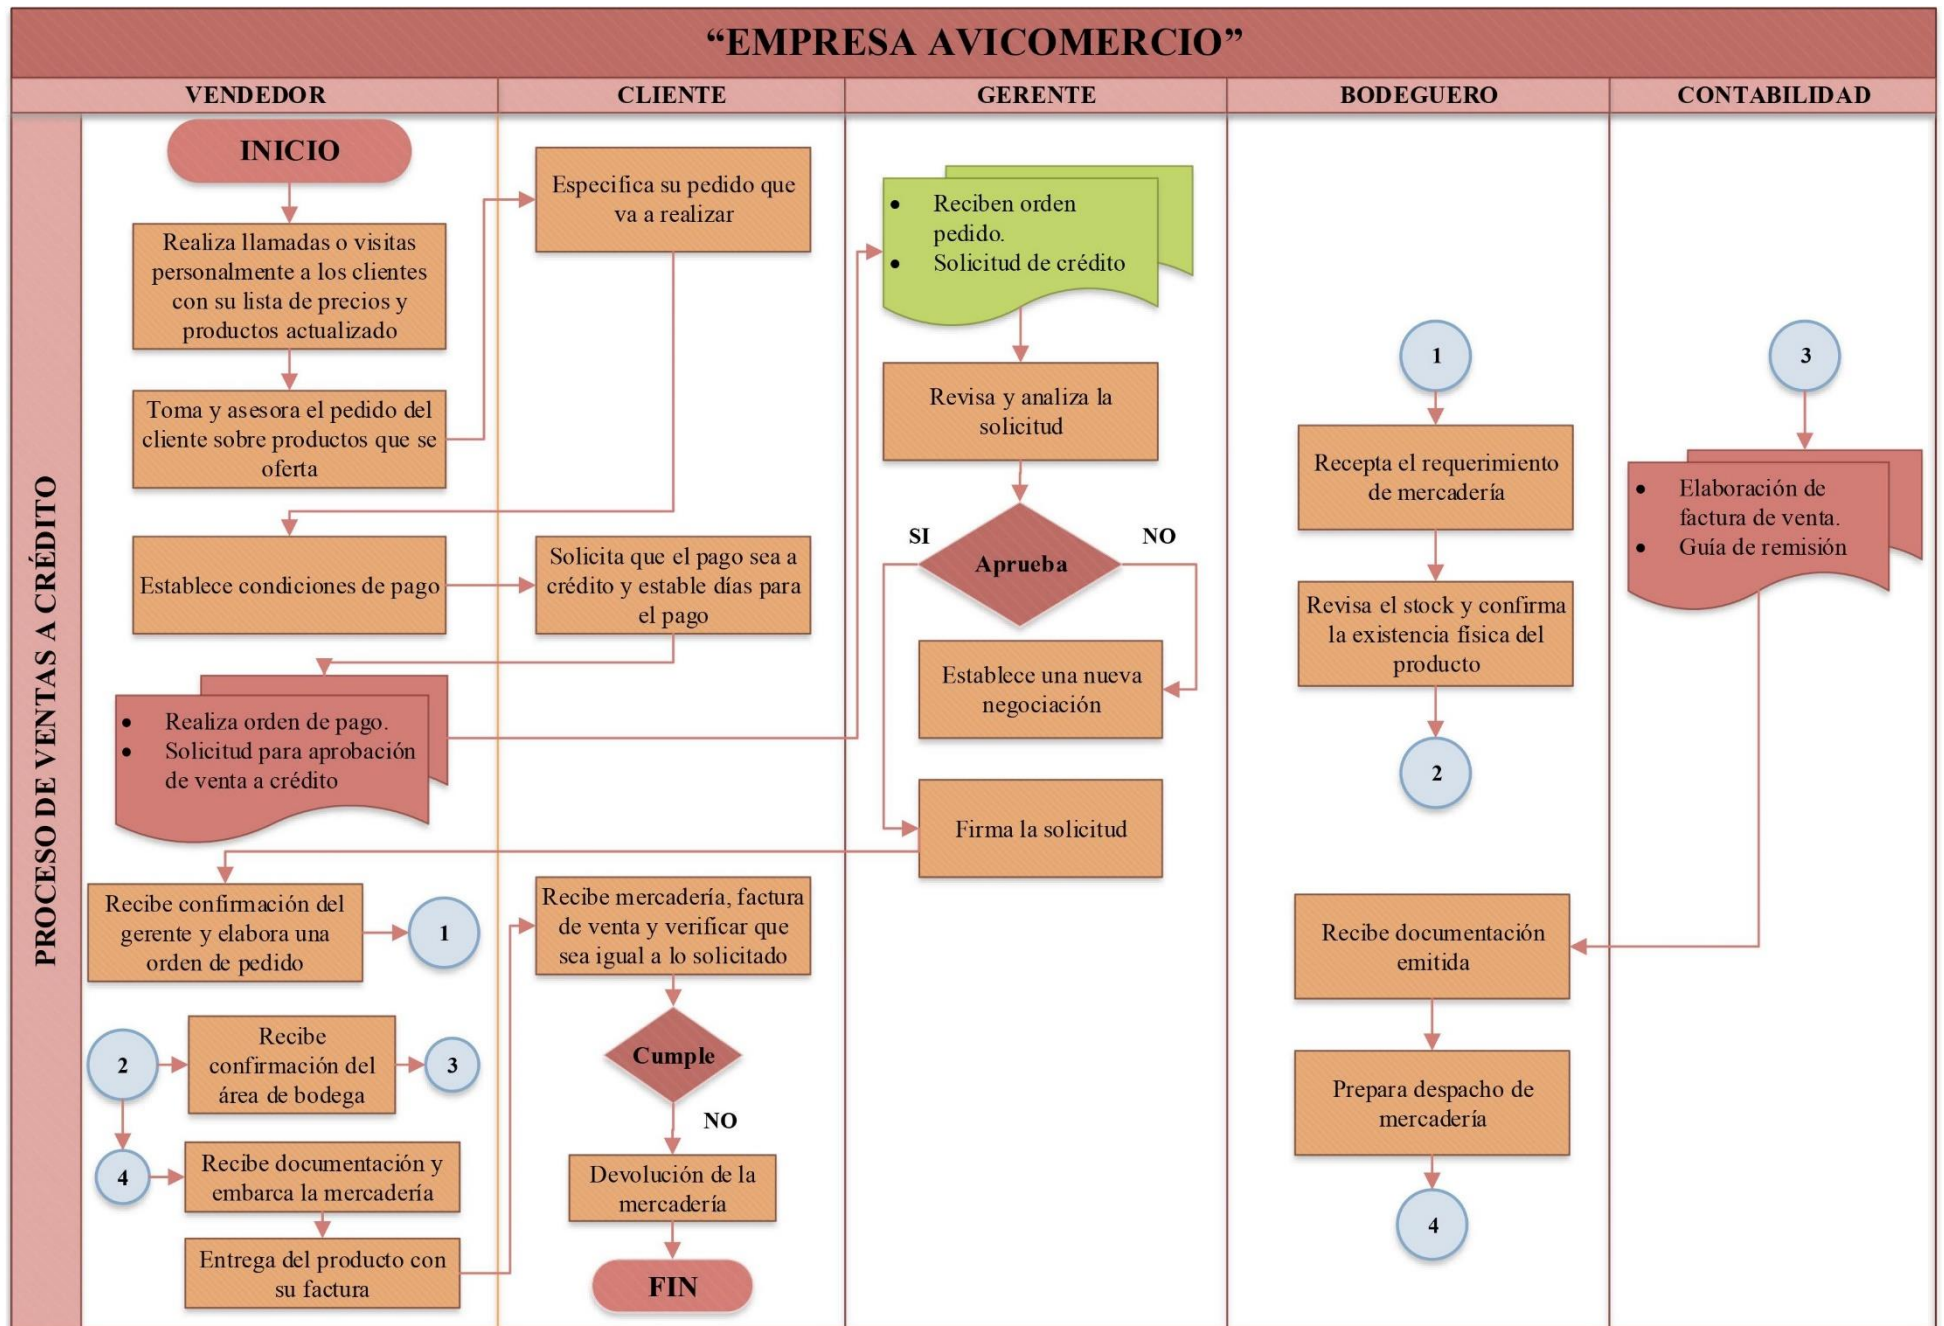 “EMPRESA AVICOMERCIO”
VENDEDOR
CLIENTE
GERENTE
BODEGUERO
CONTABILIDAD
PROCESO DE VENTAS A CRÉDITO
INICIO
Realiza llamadas o visitas
personalmente a los clientes
con su lista de precios y
productos actualizado
Toma y asesora el pedido del
cliente sobre productos que se
oferta
Especifica su pedido que
va a realizar
Establece condiciones de pago
Solicita que el pago sea a
crédito y estable días para
el pago
• Realiza orden de pago.
• Solicitud para aprobación
de venta a crédito
• Reciben orden
pedido.
• Solicitud de crédito
Revisa y analiza la
solicitud
Aprueba
SI
NO
Establece una nueva
negociación
Firma la solicitud
Recibe confirmación del
gerente y elabora una
orden de pedido
1
1
Recepta el requerimiento
de mercadería
Revisa el stock y confirma
la existencia física del
producto
2
2
Recibe
confirmación del
área de bodega
3
3
• Elaboración de
factura de venta.
• Guía de remisión
Recibe documentación
emitida
Prepara despacho de
mercadería
4
4
Recibe documentación y
embarca la mercadería
Entrega del producto con
su factura
Recibe mercadería, factura
de venta y verificar que
sea igual a lo solicitado
Cumple
NO
Devolución de la
mercadería
FIN